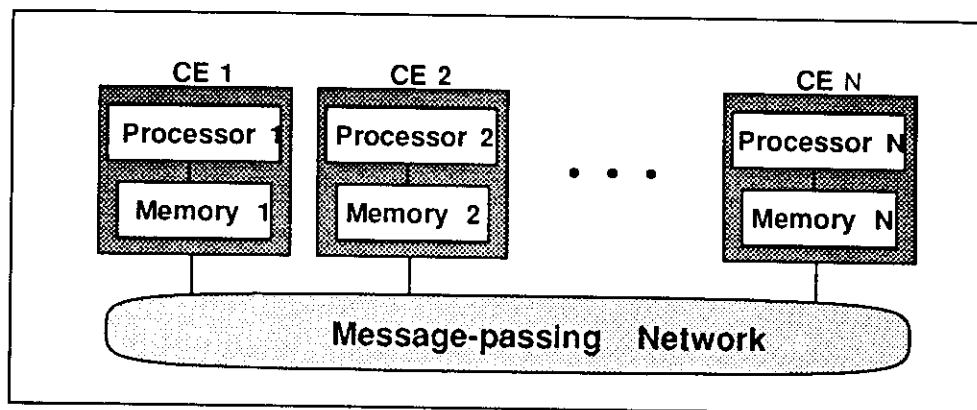 CE 1
CE 2
CE N
Processor 1
Processor 2
Processor N
Memory 1
Memory 2
Memory N
Message-passing Network